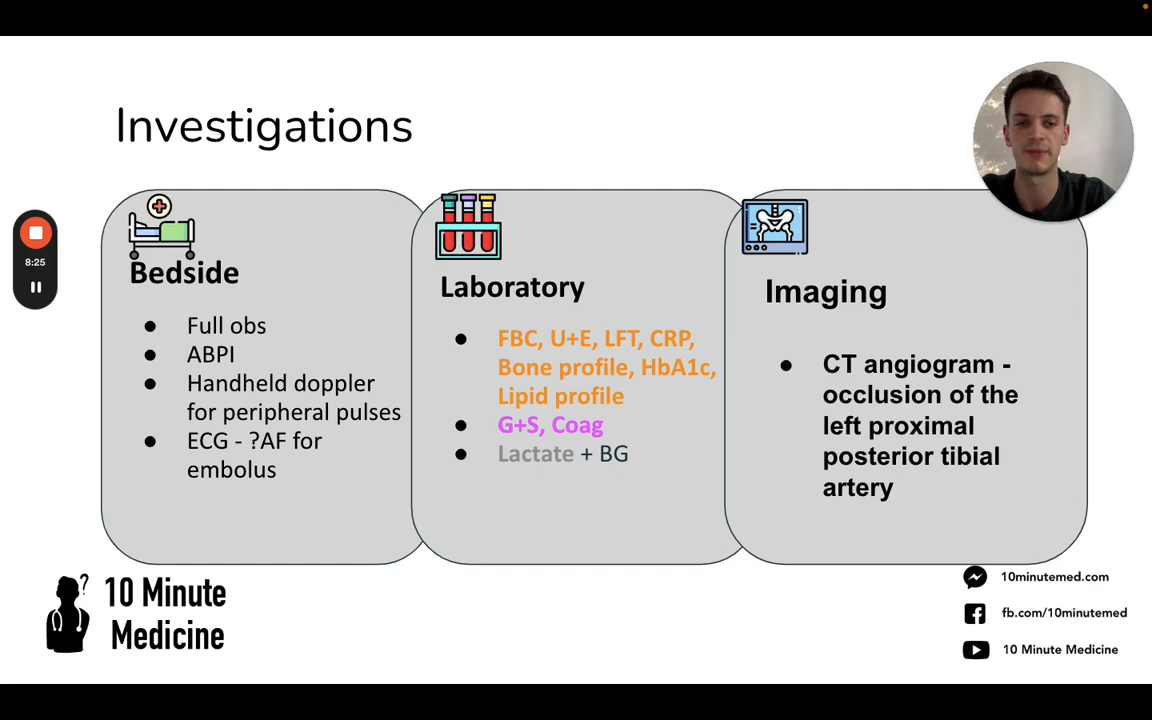 Investigations
8:25
Bedside
● Full obs
● ABPI
● Handheld doppler
for peripheral pulses
● ECG - ?AF for
embolus
Laboratory
● FBC, U+E, LFT, CRP,
Bone profile, HbA1c,
Lipid profile
● G+S, Coag
● Lactate + BG
Imaging
● CT angiogram -
occlusion of the
left proximal
posterior tibial
artery
10 Minute
Medicine
10minutemed.com
fb.com/10minutemed
10 Minute Medicine